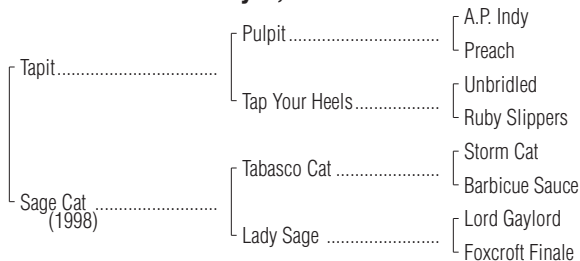 A.P. Indy
Pulpit..........................................
Preach
Tapit............................................
Unbridled
Tap Your Heels.......................
Ruby Slippers
Storm Cat
Tabasco Cat ............................
Barbicue Sauce
Sage Cat ...................................
(1998)
Lord Gaylord
Lady Sage ..............................
Foxcroft Finale